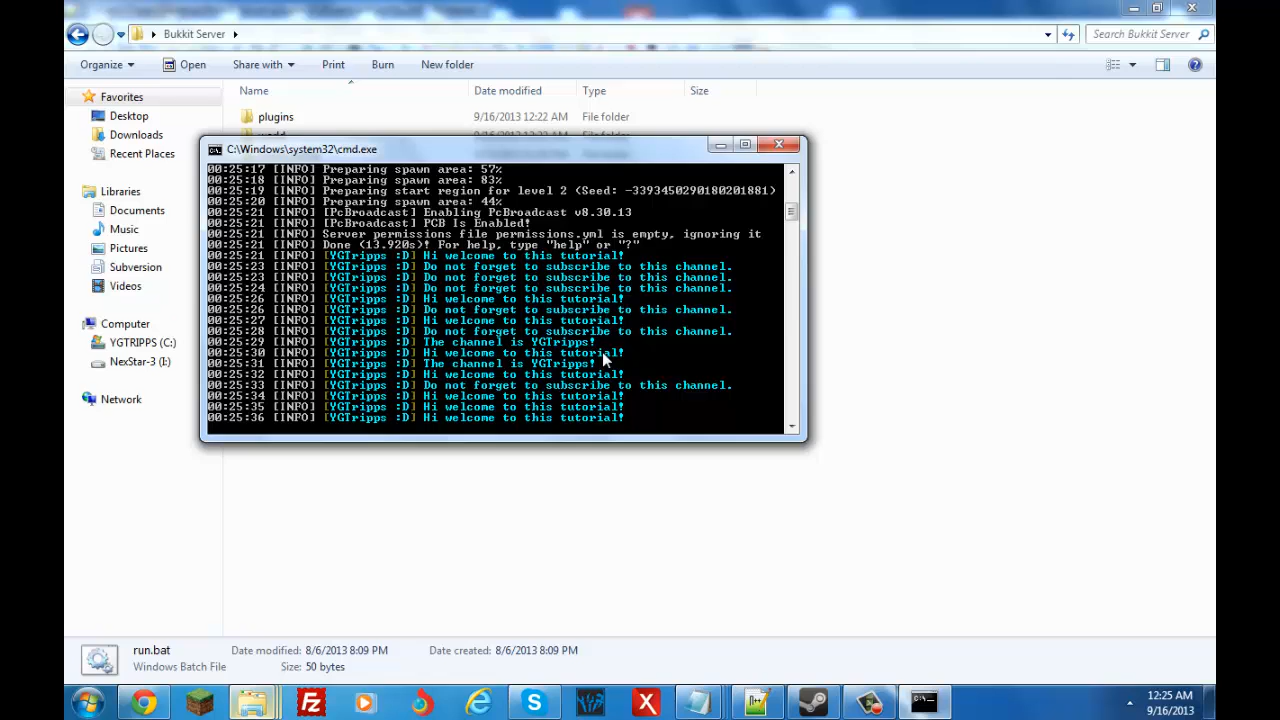 Bukkit Server
Search Bukkit Server
Organize Open Share with Print Burn New folder
Name Date modified Type Size
Favorites
Desktop
Downloads
Recent Places
Libraries
Documents
Music
Pictures
Subversion
Videos
Computer
YGTRIPPS (C:)
NexStar-3 (I:)
Network
plugins 9/16/2013 12:22 AM File folder
C:\Windows\system32\cmd.exe
00:25:17 [INFO] Preparing spawn area: 57%
00:25:18 [INFO] Preparing spawn area: 83%
00:25:19 [INFO] Preparing start region for level 2 (Seed: -3393450290180201881)
00:25:20 [INFO] Preparing spawn area: 44%
00:25:21 [INFO] [PcBroadcast] Enabling PcBroadcast v8.30.13
00:25:21 [INFO] [PcBroadcast] PCB Is Enabled!
00:25:21 [INFO] Server permissions file permissions.yml is empty, ignoring it
00:25:21 [INFO] Done (13.920s)! For help, type "help" or "?"
00:25:21 [INFO] [YGTripps :D] Hi welcome to this tutorial!
00:25:23 [INFO] [YGTripps :D] Do not forget to subscribe to this channel.
00:25:23 [INFO] [YGTripps :D] Do not forget to subscribe to this channel.
00:25:24 [INFO] [YGTripps :D] Do not forget to subscribe to this channel.
00:25:26 [INFO] [YGTripps :D] Hi welcome to this tutorial!
00:25:26 [INFO] [YGTripps :D] Do not forget to subscribe to this channel.
00:25:27 [INFO] [YGTripps :D] Hi welcome to this tutorial!
00:25:28 [INFO] [YGTripps :D] Do not forget to subscribe to this channel.
00:25:29 [INFO] [YGTripps :D] The channel is YGTripps!
00:25:30 [INFO] [YGTripps :D] Hi welcome to this tutorial!
00:25:31 [INFO] [YGTripps :D] The channel is YGTripps!
00:25:32 [INFO] [YGTripps :D] Hi welcome to this tutorial!
00:25:33 [INFO] [YGTripps :D] Do not forget to subscribe to this channel.
00:25:34 [INFO] [YGTripps :D] Hi welcome to this tutorial!
00:25:35 [INFO] [YGTripps :D] Hi welcome to this tutorial!
00:25:36 [INFO] [YGTripps :D] Hi welcome to this tutorial!
run.bat Date modified: 8/6/2013 8:09 PM Date created: 8/6/2013 8:09 PM
Windows Batch File Size: 50 bytes
12:25 AM
9/16/2013